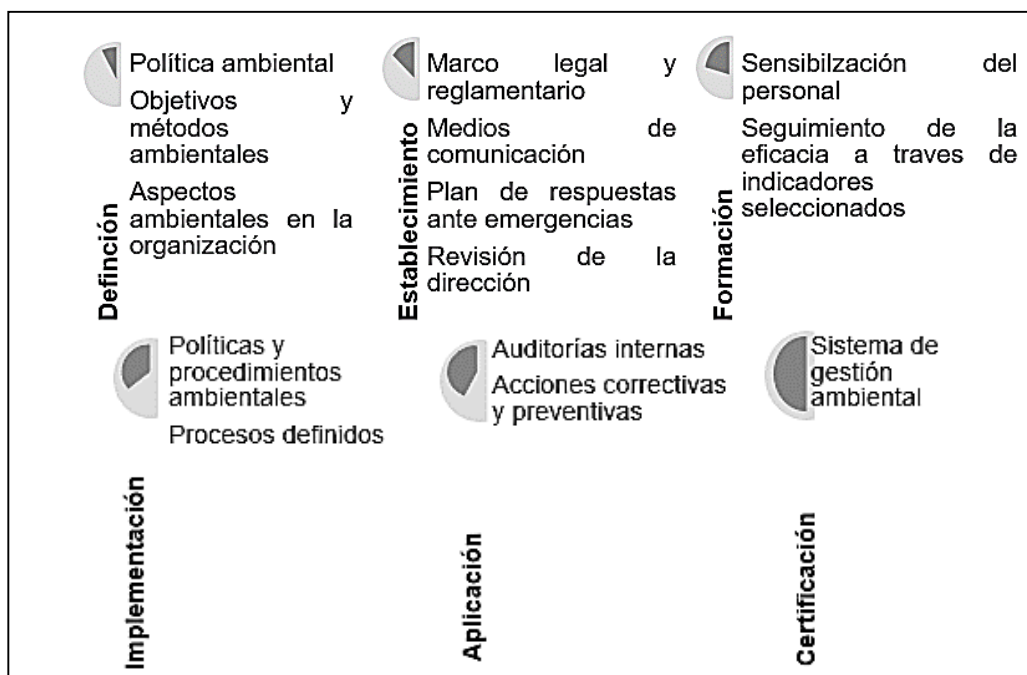 Definción
Política ambiental
Objetivos y
métodos
ambientales
Aspectos
ambientales en la
organización
Establecimiento
Marco legal y
reglamentario
Medios de
comunicación
Plan de respuestas
ante emergencias
Revisión de la
dirección
Formación
Sensibilzación del
personal
Seguimiento de la
eficacia a traves de
indicadores
seleccionados
Implementación
Políticas y
procedimientos
ambientales
Procesos definidos
Aplicación
Auditorías internas
Acciones correctivas
y preventivas
Certificación
Sistema de
gestión
ambiental